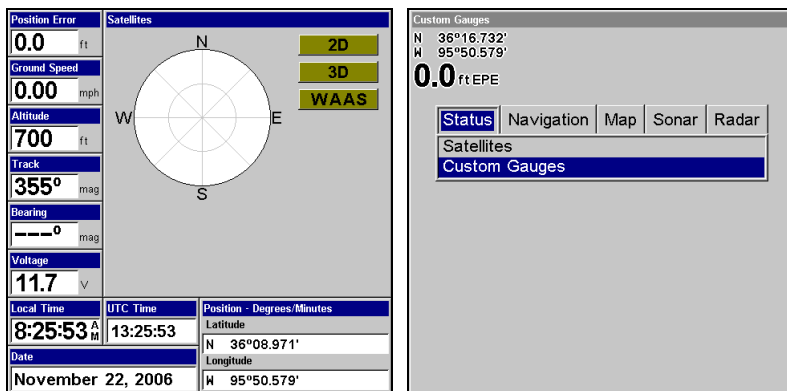 Position Error
0.0 ft
Ground Speed
0.00 mph
Altitude
700 ft
Track
355° mag
Bearing
---° mag
Voltage
11.7 V
Satellites
N
W
E
S
2D
3D
WAAS
Local Time
8:25:53 AM
UTC Time
13:25:53
Date
November 22, 2006
Position - Degrees/Minutes
Latitude
N 36°08.971'
Longitude
W 95°50.579'
Custom Gauges
N 36°16.732'
W 95°50.579'
0.0 ft EPE
Status Navigation Map Sonar Radar
Satellites
Custom Gauges